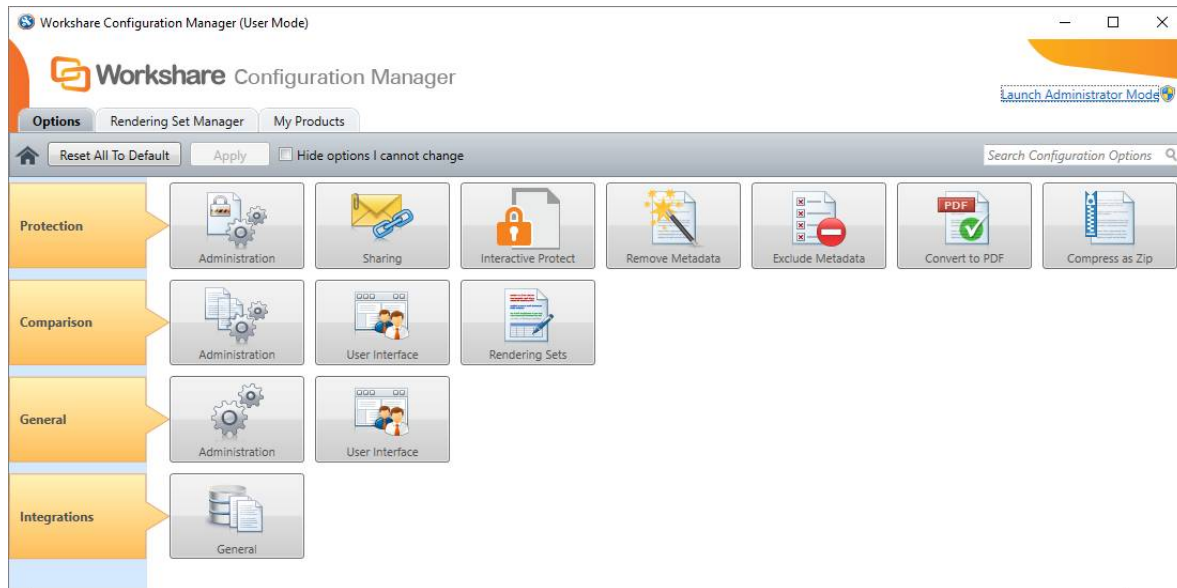 Workshare Configuration Manager (User Mode)
Workshare Configuration Manager
Launch Administrator Mode
Options Rendering Set Manager My Products
Reset All To Default Apply Hide options I cannot change Search Configuration Options
Protection
Administration Sharing Interactive Protect Remove Metadata Exclude Metadata PDF Convert to PDF Compress as Zip
Comparison
Administration User Interface Rendering Sets
General
Administration User Interface
Integrations
General